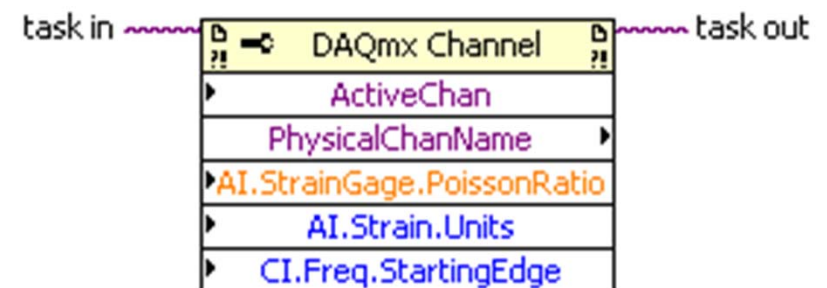 task in
DAQmx Channel
task out
?!
?!
ActiveChan
PhysicalChanName
AI.StrainGage.PoissonRatio
AI.Strain.Units
CI.Freq.StartingEdge